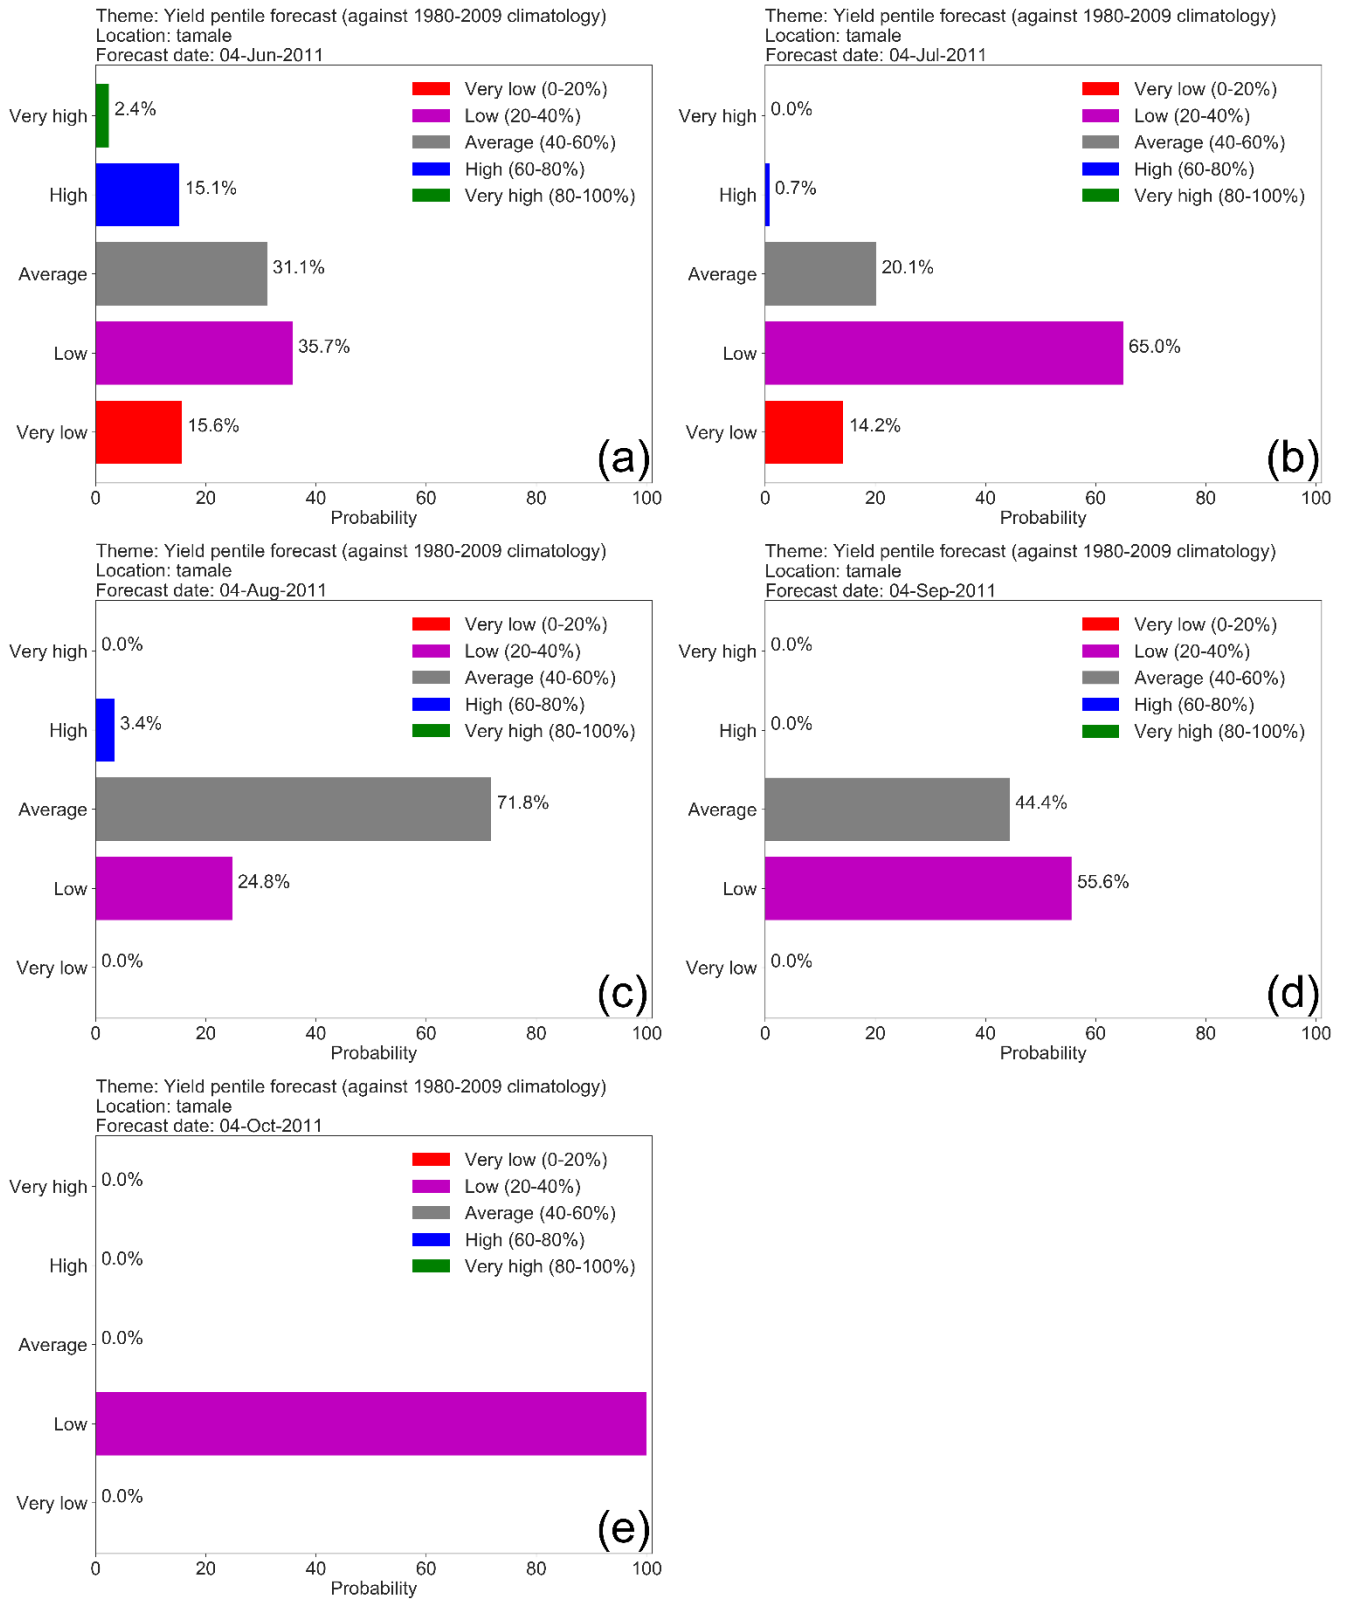 Theme: Yield pentile forecast (against 1980-2009 climatology)
Location: tamale
Forecast date: 04-Jun-2011
Very high
2.4%
High
15.1%
Average
31.1%
Low
35.7%
Very low
15.6%
Very low (0-20%)
Low (20-40%)
Average (40-60%)
High (60-80%)
Very high (80-100%)
(a)
0 20 40 60 80 100
Probability
Theme: Yield pentile forecast (against 1980-2009 climatology)
Location: tamale
Forecast date: 04-Jul-2011
Very high
0.0%
High
0.7%
Average
20.1%
Low
65.0%
Very low
14.2%
Very low (0-20%)
Low (20-40%)
Average (40-60%)
High (60-80%)
Very high (80-100%)
(b)
0 20 40 60 80 100
Probability
Theme: Yield pentile forecast (against 1980-2009 climatology)
Location: tamale
Forecast date: 04-Aug-2011
Very high
0.0%
High
3.4%
Average
71.8%
Low
24.8%
Very low
0.0%
Very low (0-20%)
Low (20-40%)
Average (40-60%)
High (60-80%)
Very high (80-100%)
(c)
0 20 40 60 80 100
Probability
Theme: Yield pentile forecast (against 1980-2009 climatology)
Location: tamale
Forecast date: 04-Sep-2011
Very high
0.0%
High
0.0%
Average
44.4%
Low
55.6%
Very low
0.0%
Very low (0-20%)
Low (20-40%)
Average (40-60%)
High (60-80%)
Very high (80-100%)
(d)
0 20 40 60 80 100
Probability
Theme: Yield pentile forecast (against 1980-2009 climatology)
Location: tamale
Forecast date: 04-Oct-2011
Very high
0.0%
High
0.0%
Average
0.0%
Low
Very low
0.0%
Very low (0-20%)
Low (20-40%)
Average (40-60%)
High (60-80%)
Very high (80-100%)
(e)
0 20 40 60 80 100
Probability